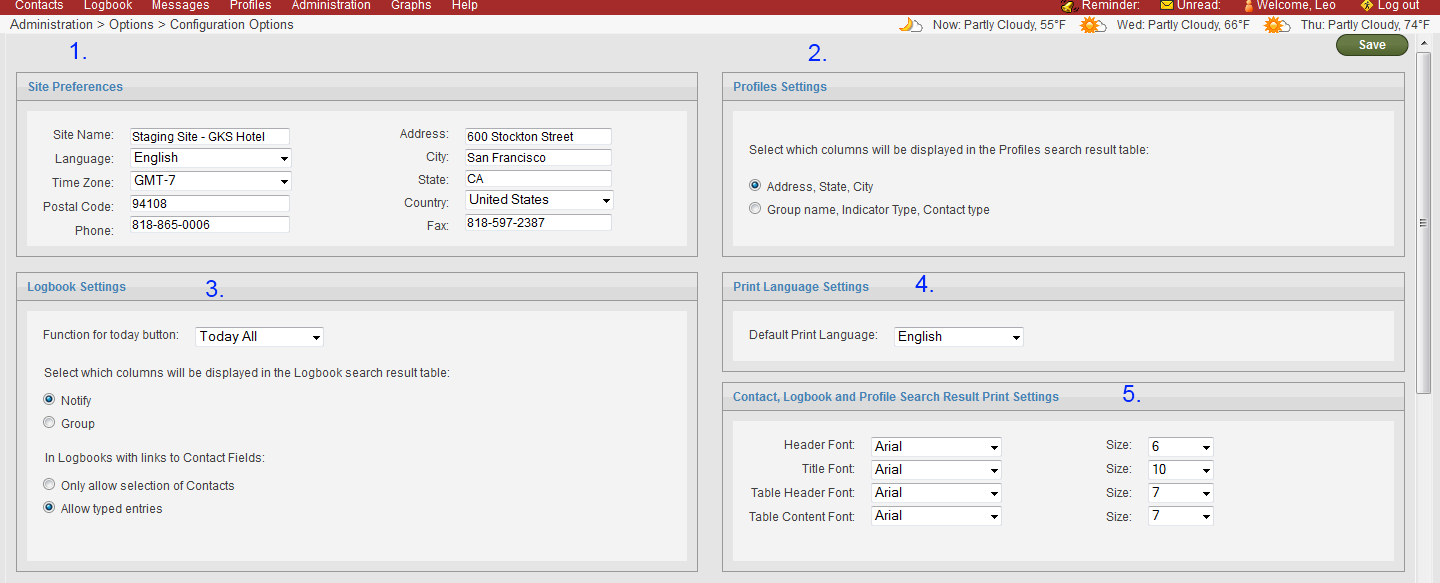 Contacts Logbook Messages Profiles Administration Graphs Help Reminder: Unread: Welcome, Leo Log out
Administration > Options > Configuration Options Now: Partly Cloudy, 55°F Wed: Partly Cloudy, 66°F Thu: Partly Cloudy, 74°F
Save
1.
Site Preferences
Site Name: Staging Site - GKS Hotel Address: 600 Stockton Street
Language: English City: San Francisco
Time Zone: GMT-7 State: CA
Postal Code: 94108 Country: United States
Phone: 818-865-0006 Fax: 818-597-2387
2.
Profiles Settings
Select which columns will be displayed in the Profiles search result table:
Address, State, City
Group name, Indicator Type, Contact type
Logbook Settings 3.
Function for today button: Today All
Select which columns will be displayed in the Logbook search result table:
Notify
Group
In Logbooks with links to Contact Fields:
Only allow selection of Contacts
Allow typed entries
Print Language Settings 4.
Default Print Language: English
Contact, Logbook and Profile Search Result Print Settings 5.
Header Font: Arial Size: 6
Title Font: Arial Size: 10
Table Header Font: Arial Size: 7
Table Content Font: Arial Size: 7